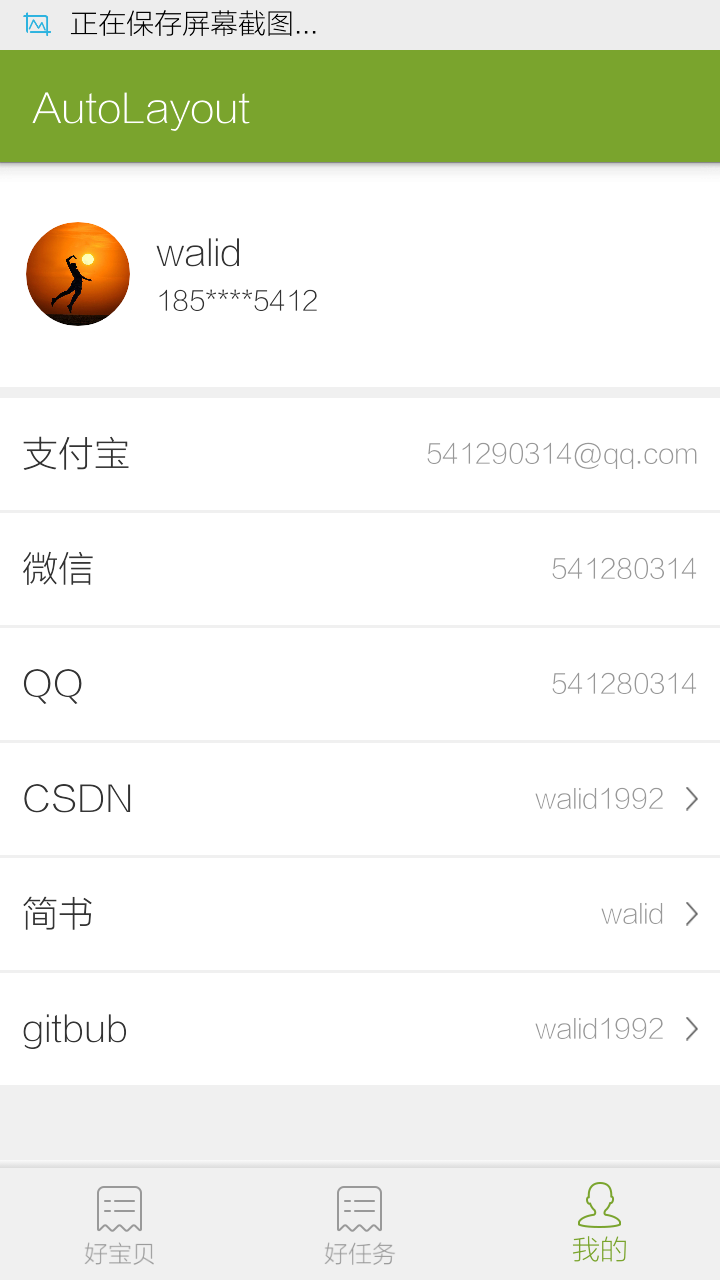 正在保存屏幕截图...
AutoLayout
walid
185****5412
支付宝 541290314@qq.com
微信 541280314
QQ 541280314
CSDN walid1992
简书 walid
gitbub walid1992
好宝贝 好任务 我的